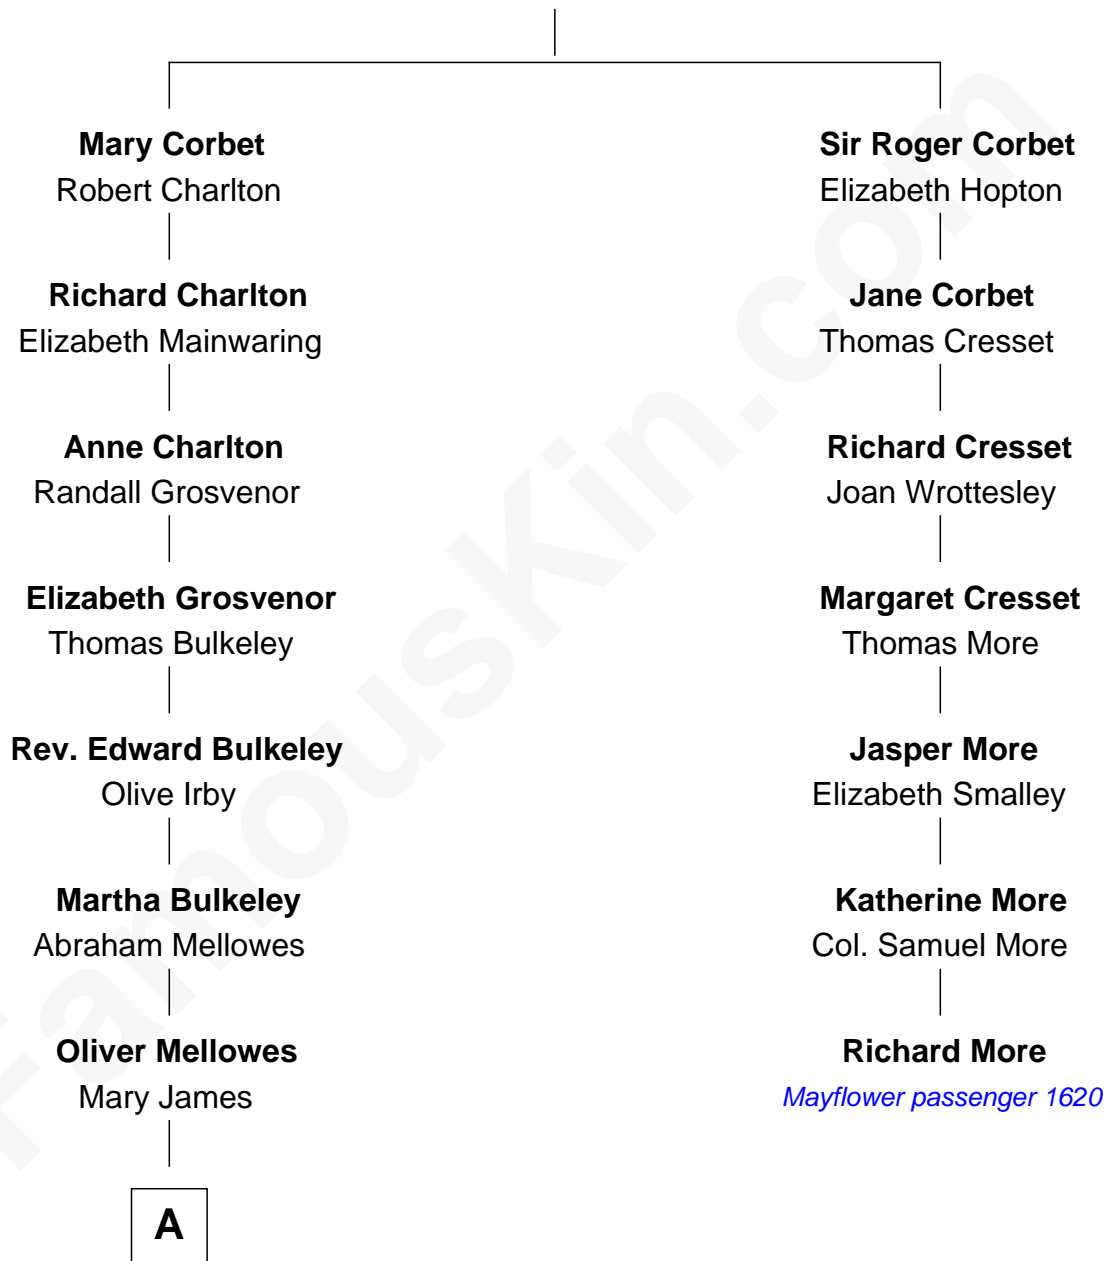 Mary Corbet
Robert Charlton
Richard Charlton
Elizabeth Mainwaring
Anne Charlton
Randall Grosvenor
Elizabeth Grosvenor
Thomas Bulkeley
Rev. Edward Bulkeley
Olive Irby
Martha Bulkeley
Abraham Mellowes
Oliver Mellowes
Mary James
A
Sir Roger Corbet
Elizabeth Hopton
Jane Corbet
Thomas Cresset
Richard Cresset
Joan Wrottesley
Margaret Cresset
Thomas More
Jasper More
Elizabeth Smalley
Katherine More
Col. Samuel More
Richard More
Mayflower passenger 1620
FamousKin.com